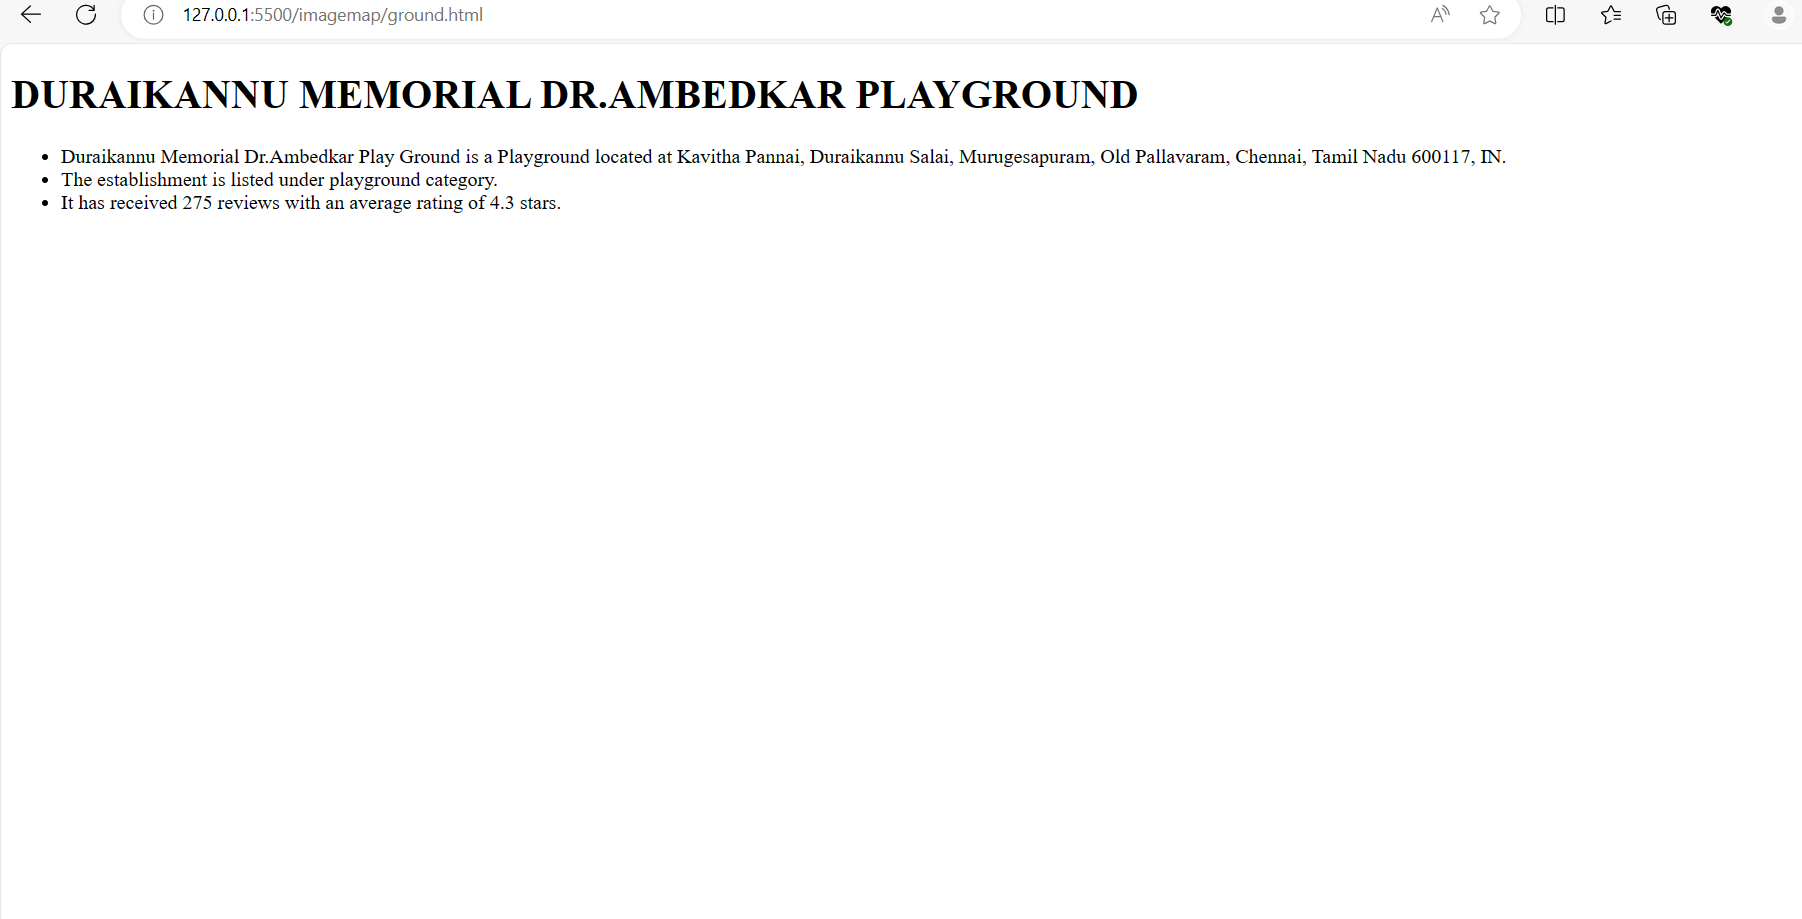 127.0.0.1:5500/imagemap/ground.html
DURAIKANNU MEMORIAL DR.AMBEDKAR PLAYGROUND
• Duraikannu Memorial Dr.Ambedkar Play Ground is a Playground located at Kavitha Pannai, Duraikannu Salai, Murugesapuram, Old Pallavaram, Chennai, Tamil Nadu 600117, IN.
• The establishment is listed under playground category.
• It has received 275 reviews with an average rating of 4.3 stars.